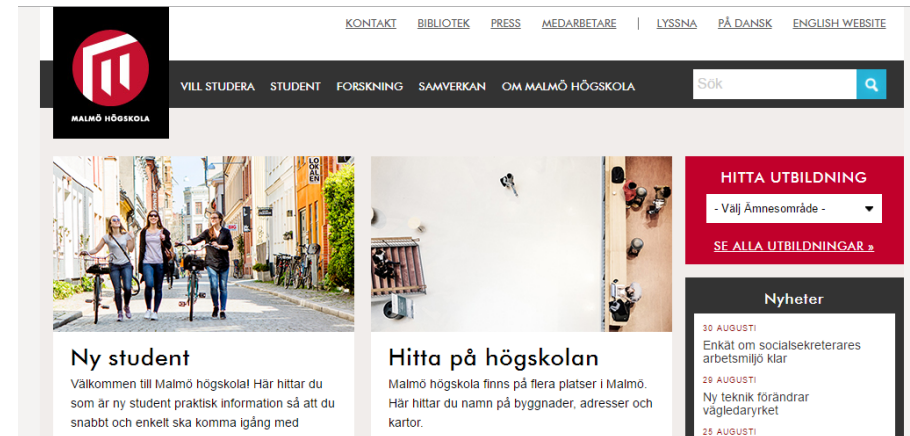 KONTAKT BIBLIOTEK PRESS MEDARBETARE | LYSSNA PÅ DANSK ENGLISH WEBSITE
MALMÖ HÖGSKOLA
VILL STUDERA STUDENT FORSKNING SAMVERKAN OM MALMÖ HÖGSKOLA
Sök
LO
KAL
EN
Ny student
Välkommen till Malmö högskola! Här hittar du
som är ny student praktisk information så att du
snabbt och enkelt ska komma igång med
Hitta på högskolan
Malmö högskola finns på flera platser i Malmö.
Här hittar du namn på byggnader, adresser och
kartor.
HITTA UTBILDNING
- Välj Ämnesområde -
SE ALLA UTBILDNINGAR »
Nyheter
30 AUGUSTI
Enkät om socialsekreterares
arbetsmiljö klar
29 AUGUSTI
Ny teknik förändrar
vägledaryrket
25 AUGUSTI